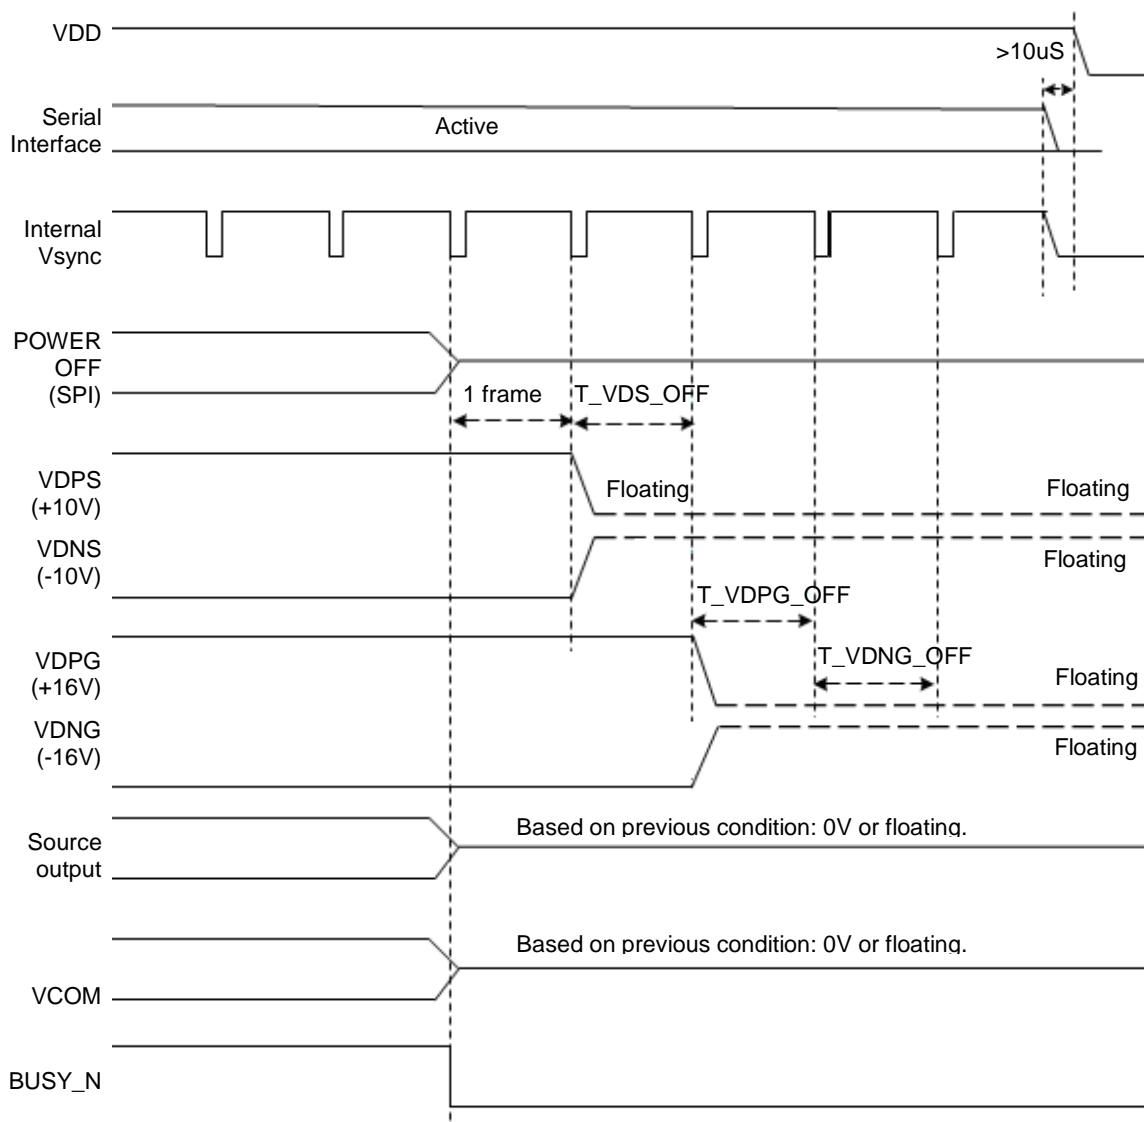 VDD
>10uS
Serial
Interface
Active
Internal
Vsync
POWER
OFF
(SPI)
1 frame
T_VDS_OFF
VDPS
(+10V)
Floating
Floating
VDNS
(-10V)
Floating
T_VDPG_OFF
VDPG
(+16V)
T_VDNG_OFF
Floating
VDNG
(-16V)
Floating
Source
output
Based on previous condition: 0V or floating.
VCOM
Based on previous condition: 0V or floating.
BUSY_N